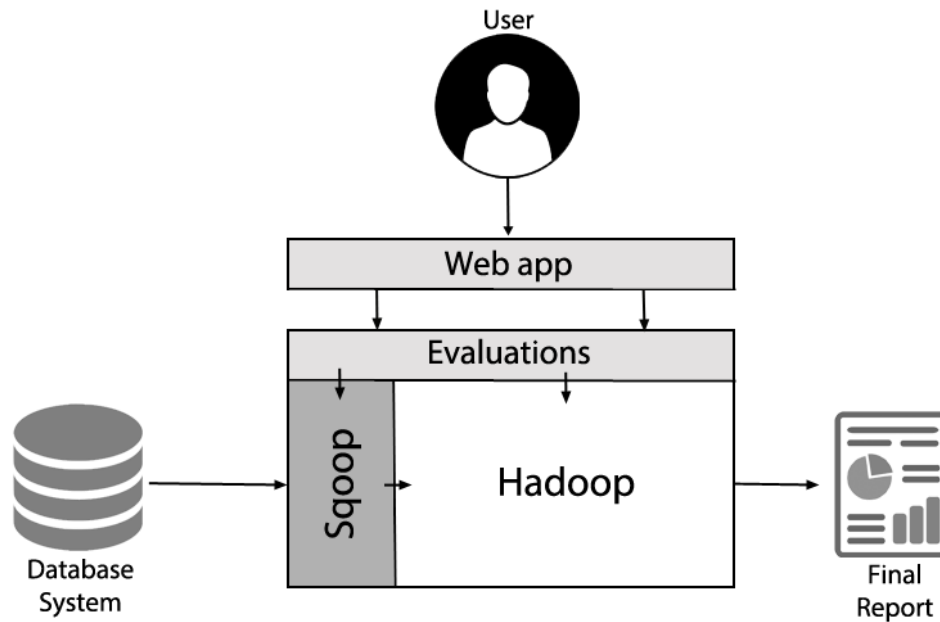 User
Web app
Evaluations
Sqoop
Hadoop
Database
System
Final
Report